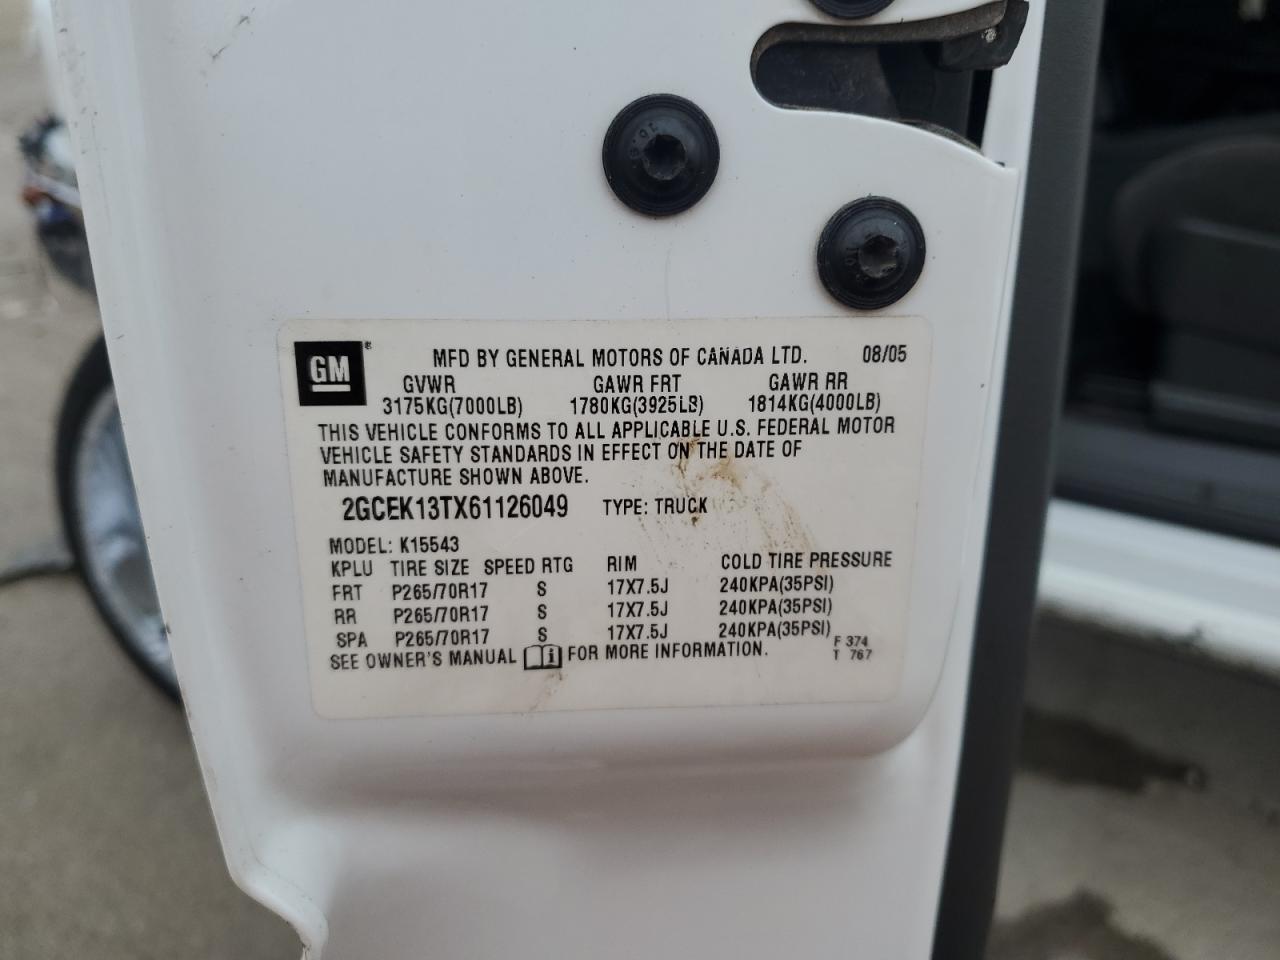 GM ® MFD BY GENERAL MOTORS OF CANADA LTD. 08/05
GVWR GAWR FRT GAWR RR
3175KG(7000LB) 1780KG(3925LB) 1814KG(4000LB)
THIS VEHICLE CONFORMS TO ALL APPLICABLE U.S. FEDERAL MOTOR
VEHICLE SAFETY STANDARDS IN EFFECT ON THE DATE OF
MANUFACTURE SHOWN ABOVE.
2GCEK13TX61126049 TYPE: TRUCK
MODEL: K15543
KPLU TIRE SIZE SPEED RTG RIM COLD TIRE PRESSURE
FRT P265/70R17 S 17X7.5J 240KPA(35PSI)
RR P265/70R17 S 17X7.5J 240KPA(35PSI)
SPA P265/70R17 S 17X7.5J 240KPA(35PSI)
SEE OWNER'S MANUAL i FOR MORE INFORMATION.
F 374
T 767